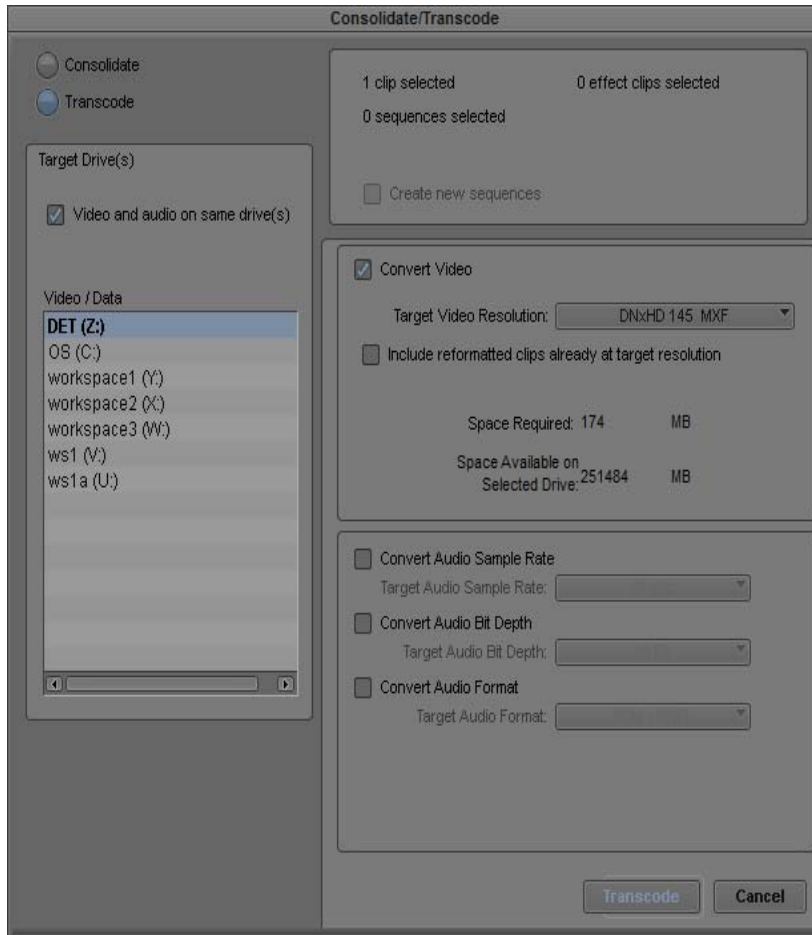 Consolidate/Transcode
Consolidate
Transcode
Target Drive(s)
Video and audio on same drive(s)
Video / Data
DET (Z:)
OS (C:)
workspace1 (Y:)
workspace2 (X:)
workspace3 (W:)
ws1 (V:)
ws1a (U:)
1 clip selected 0 effect clips selected
0 sequences selected
Create new sequences
Convert Video
Target Video Resolution: DNxHD 145 MXF
Include reformatted clips already at target resolution
Space Required: 174 MB
Space Available on
Selected Drive: 251484 MB
Convert Audio Sample Rate
Target Audio Sample Rate:
Convert Audio Bit Depth
Target Audio Bit Depth:
Convert Audio Format
Target Audio Format:
Transcode Cancel